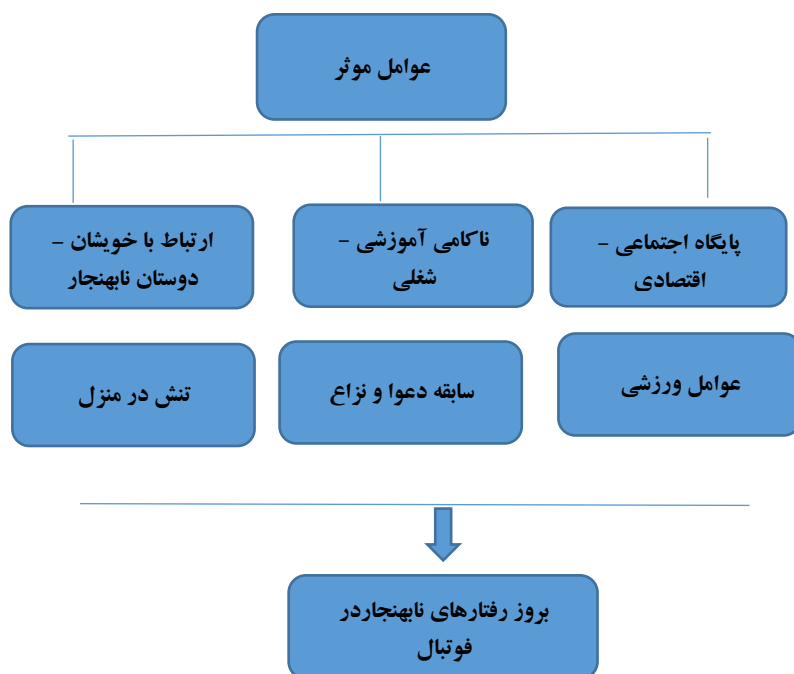 عوامل موثر
پایگاه اجتماعی –
اقتصادی
ناکامی آموزشی –
شغلی
ارتباط با خویشان –
دوستان نابهنجار
عوامل ورزشی
سابقه دعوا و نزاع
تنش در منزل
بروز رفتارهای نابهنجاردر
فوتبال